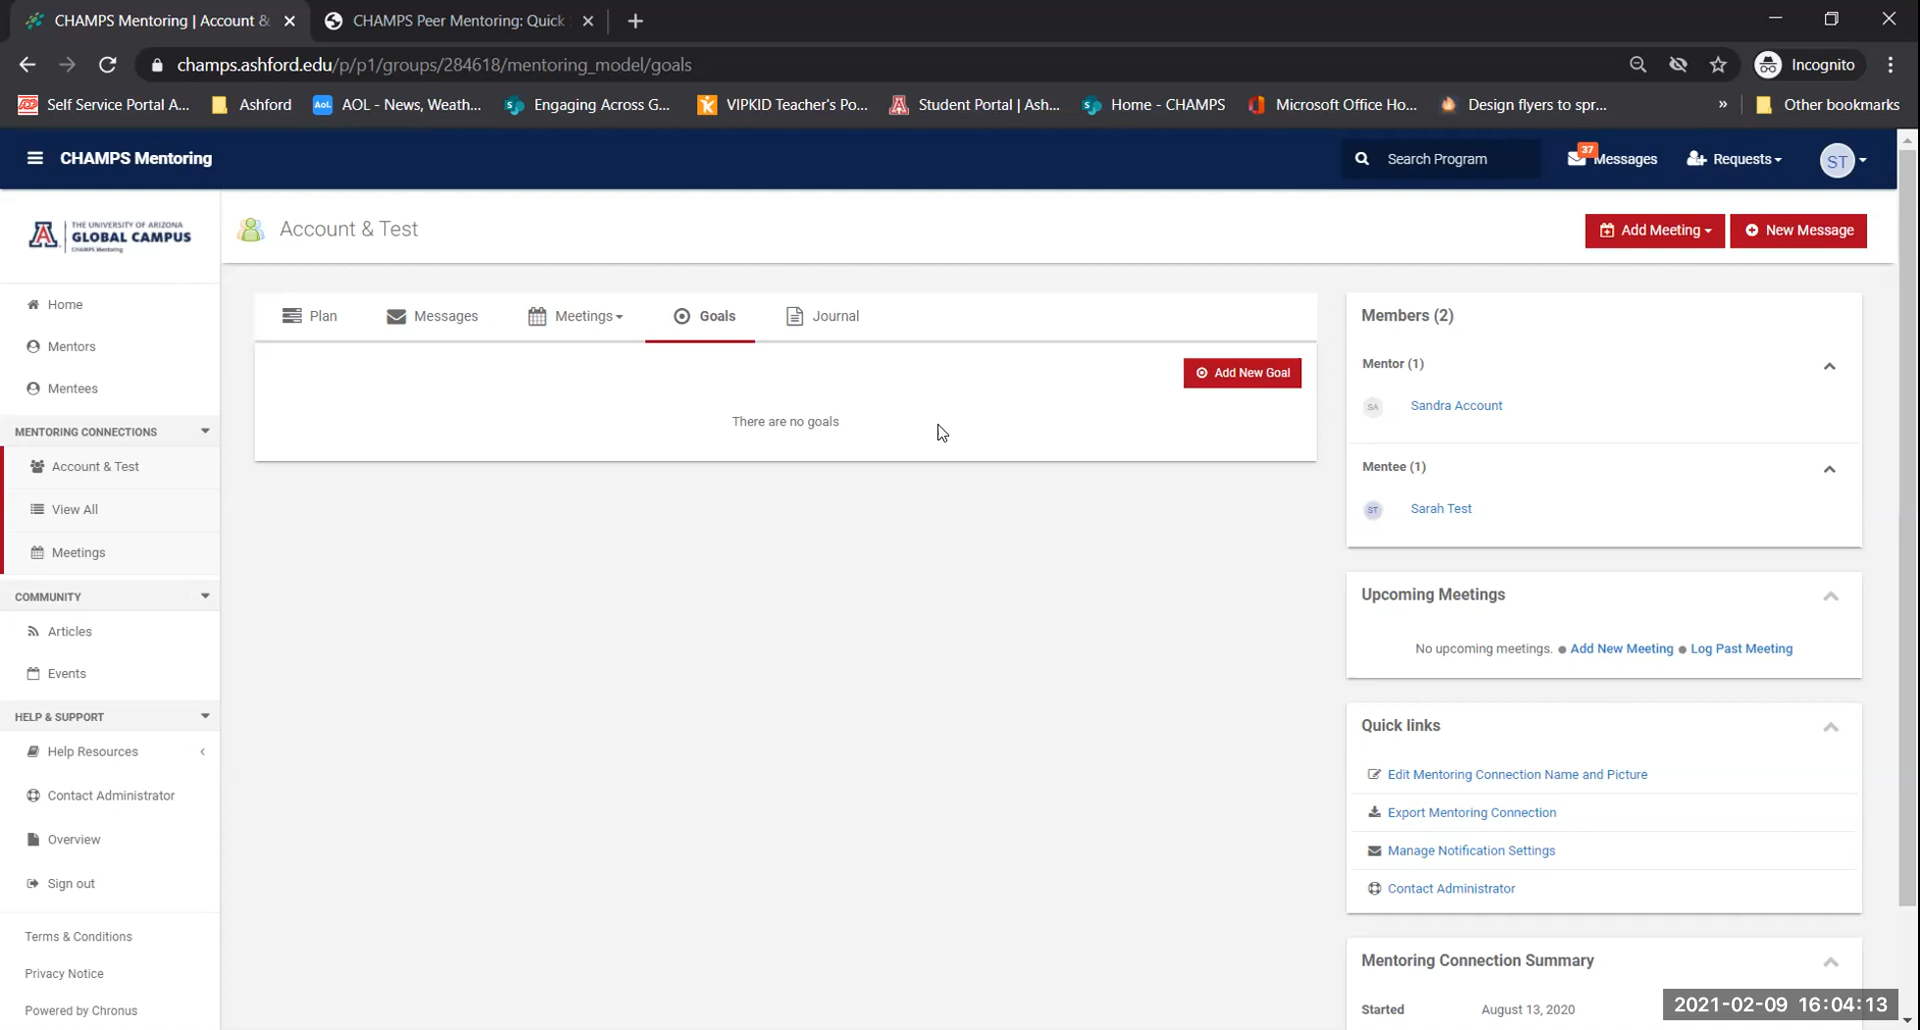 CHAMPS Mentoring | Account &
CHAMPS Peer Mentoring: Quick
champs.ashford.edu/p/p1/groups/284618/mentoring_model/goals
Incognito
Self Service Portal A...
Ashford
Aol.
AOL - News, Weath...
Engaging Across G...
VIPKID Teacher's Po...
Student Portal | Ash...
Home - CHAMPS
Microsoft Office Ho...
Design flyers to spr...
»
Other bookmarks
CHAMPS Mentoring
Search Program
37
Messages
Requests
ST
THE UNIVERSITY OF ARIZONA
GLOBAL CAMPUS
CHAMPS Mentoring
Account & Test
Add Meeting
New Message
Home
Mentors
Mentees
MENTORING CONNECTIONS
Account & Test
View All
Meetings
COMMUNITY
Articles
Events
HELP & SUPPORT
Help Resources
Contact Administrator
Overview
Sign out
Terms & Conditions
Privacy Notice
Powered by Chronus
Plan
Messages
Meetings
Goals
Journal
Add New Goal
There are no goals
Members (2)
Mentor (1)
SA
Sandra Account
Mentee (1)
ST
Sarah Test
Upcoming Meetings
No upcoming meetings. ● Add New Meeting ● Log Past Meeting
Quick links
Edit Mentoring Connection Name and Picture
Export Mentoring Connection
Manage Notification Settings
Contact Administrator
Mentoring Connection Summary
Started August 13, 2020
2021-02-09 16:04:13